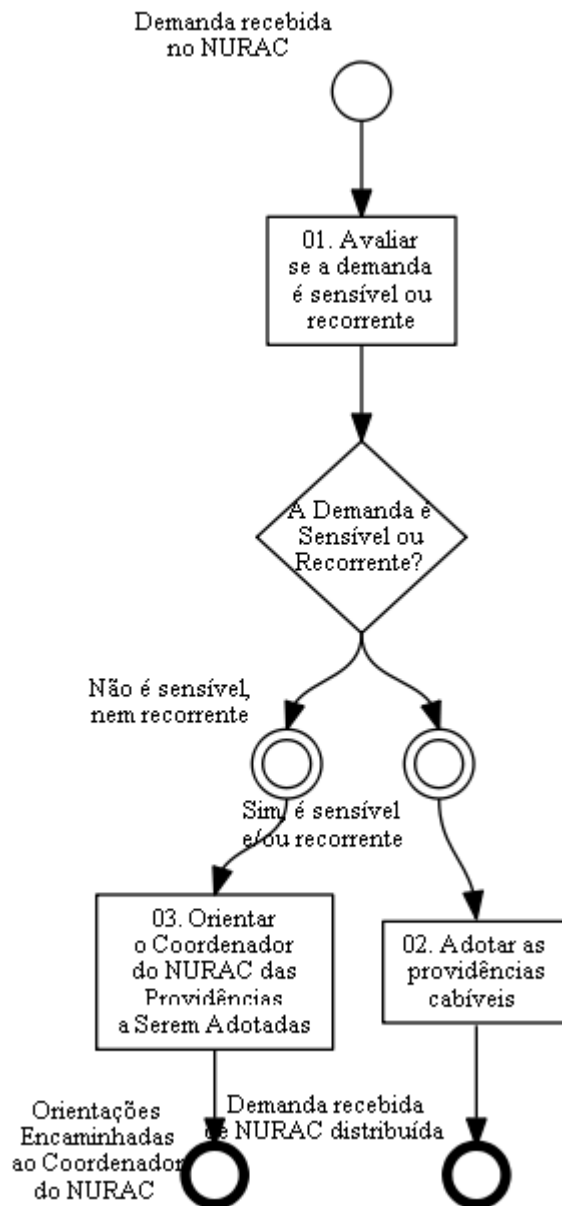 Demanda recebida
no NURAC
01. Avaliar
se a demanda
é sensível ou
recorrente
A Demanda é
Sensível ou
Recorrente?
Não é sensível,
nem recorrente
Sim, é sensível
e/ou recorrente
03. Orientar
o Coordenador
do NURAC das
Providências
a Serem Adotadas
02. Adotar as
providências
cabíveis
Orientações
Encaminhadas
ao Coordenador
do NURAC
Demanda recebida
de NURAC distribuída